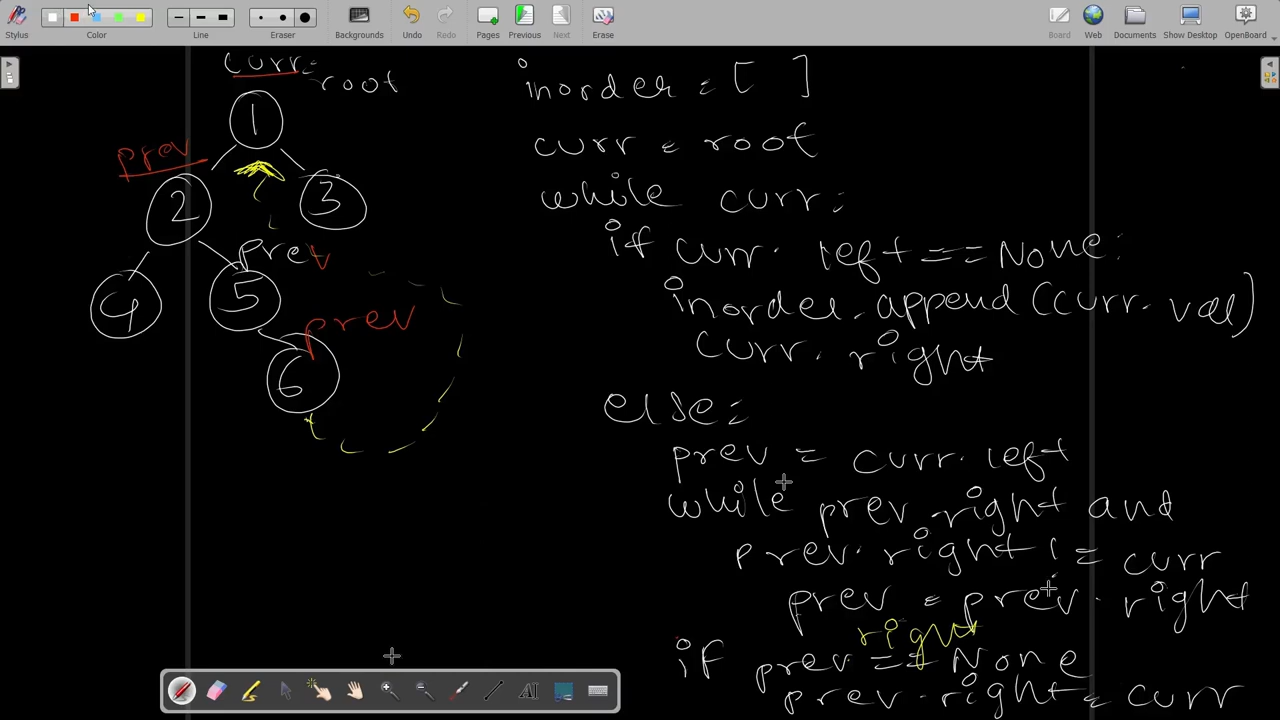 Color
Line
Eraser
Backgrounds
Undo
Redo
Pages
Previous
Next
Erase
Board
Web
Documents
Show Desktop
OpenBoard
Stylus
curr =
root
1
prev
2
3
prev
4
5
prev
6
inorder = [ ]
curr = root
while curr:
if curr. left == None:
inorder.append(curr. val)
curr. right
else:
prev = curr. left
while prev.right and
prev. right != curr
prev = prev. right
right
if prev. == None
prev.right = curr